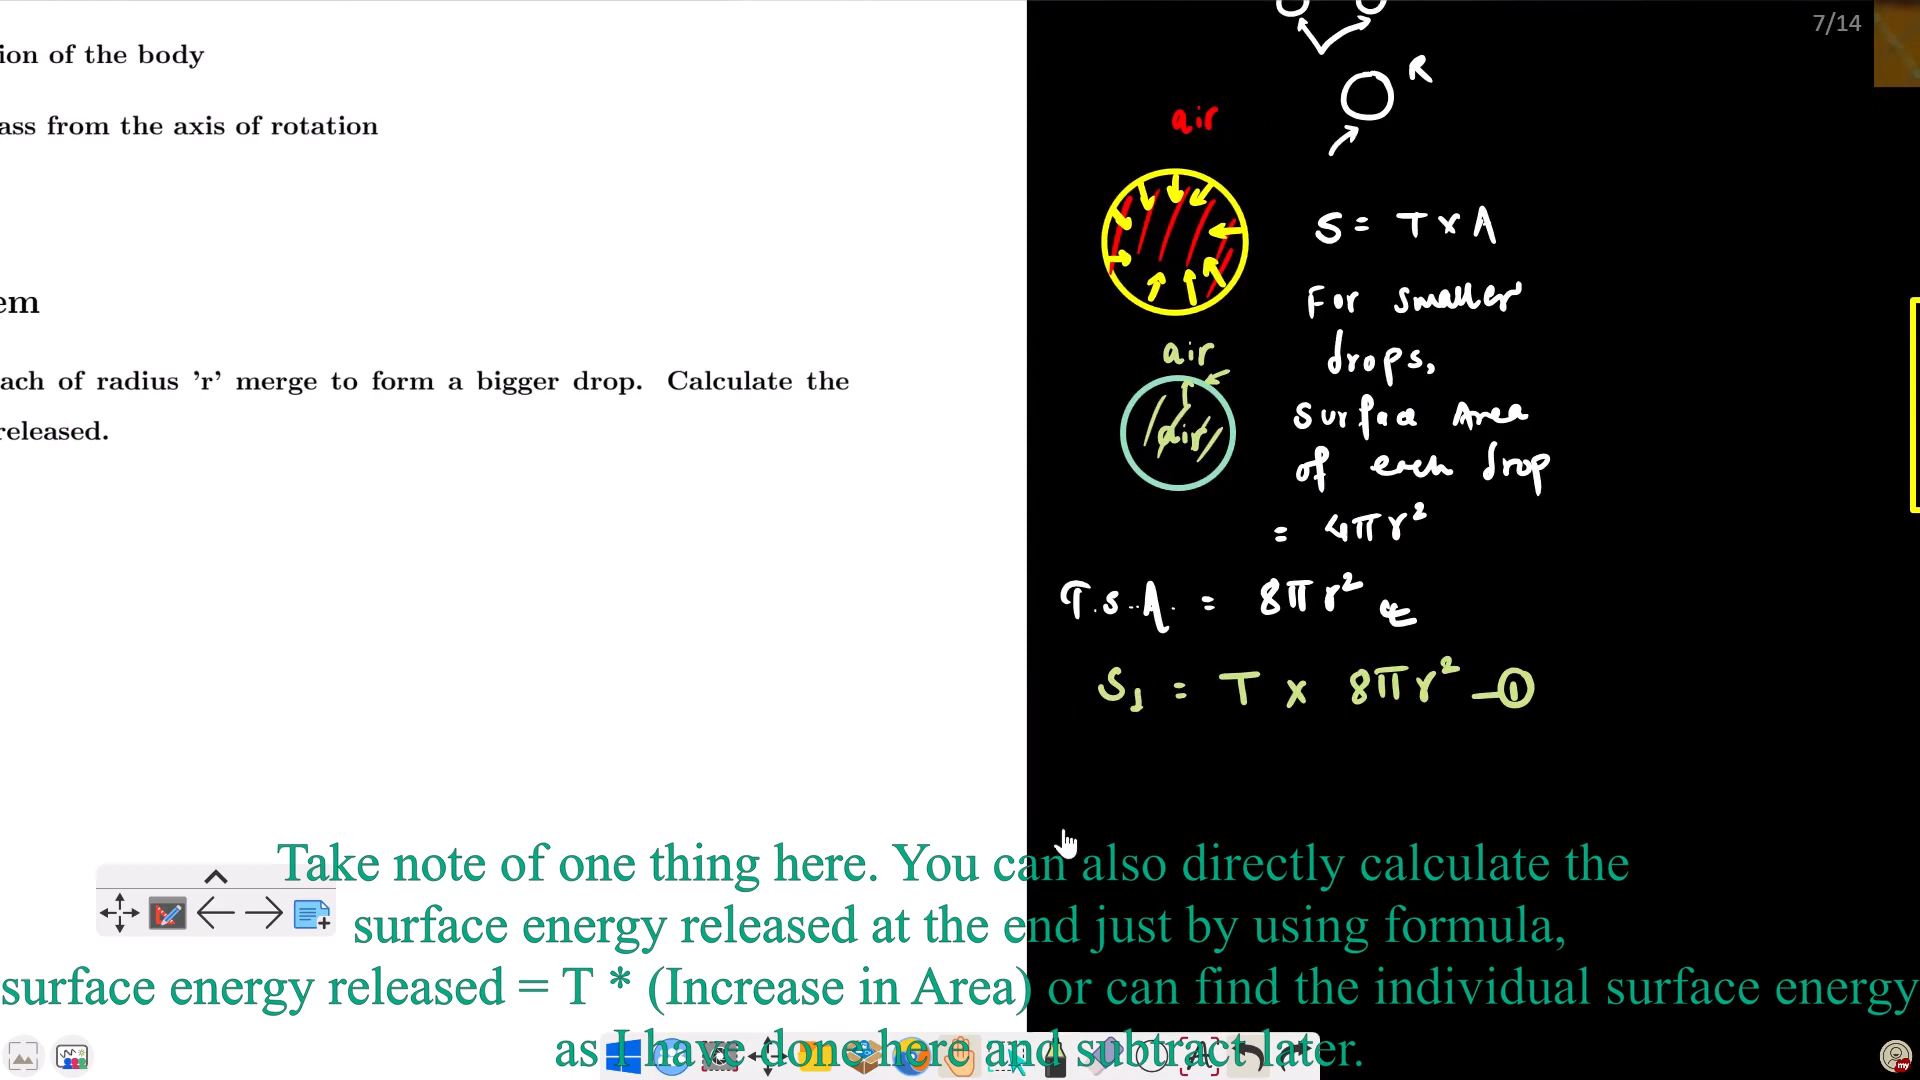 7/14
ion of the body
ass from the axis of rotation
em
ach of radius 'r' merge to form a bigger drop. Calculate the
released.
R
air
S = T × A
For smaller
drops,
air
air
Surface Area
of each drop
= 4πr²
T.S.A. = 8πr²
S₁ = T × 8πr² —①
Take note of one thing here. You can also directly calculate the
surface energy released at the end just by using formula,
surface energy released = T * (Increase in Area) or can find the individual surface energy
as I have done here and subtract later.